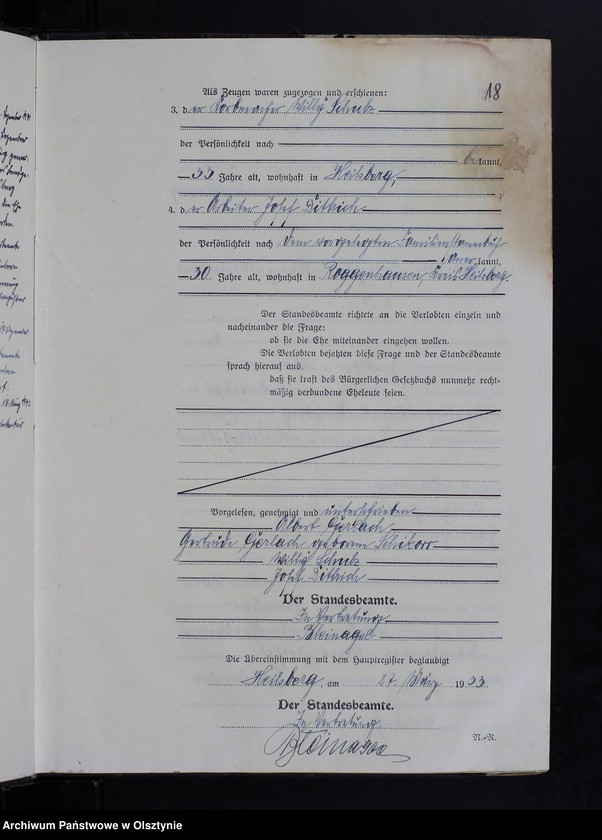 18
Als Zeugen waren zugezogen und erschienen:
3. der Korbmacher Willy Schulz
der Persönlichkeit nach
bekannt,
33 Jahre alt, wohnhaft in Heilsberg,
4. der Arbeiter Josef Dittrich
der Persönlichkeit nach dem vorgelegten Familienstammbuch
kannt,
30 Jahre alt, wohnhaft in Roggenhausen, Kreis Heilsberg.
Der Standesbeamte richtete an die Verlobten einzeln und
nacheinander die Frage:
ob sie die Ehe miteinander eingehen wollen.
Die Verlobten bejahten diese Frage und der Standesbeamte
sprach hierauf aus,
daß sie kraft des Bürgerlichen Gesetzbuchs nunmehr recht-
mäßig verbundene Eheleute seien.
Vorgelesen, genehmigt und unterschrieben
Albert Gerlach
Gertrude Gerlach geborene Schikorr
Willy Schulz
Josef Dittrich
Der Standesbeamte.
In Vertretung
Die Übereinstimmung mit dem Hauptregister beglaubigt
Heilsberg, am 27. März 1933
Der Standesbeamte.
In Vertretung
N.=R.
Archiwum Państwowe w Olsztynie